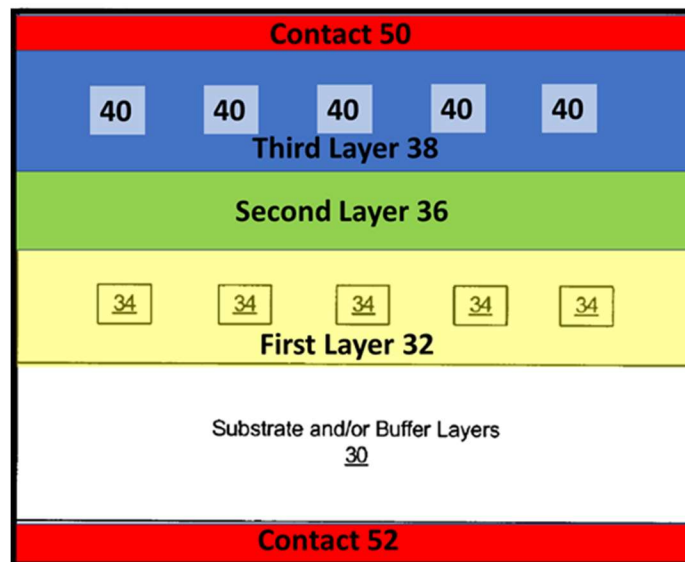 Contact 50
40 40 40 40 40
Third Layer 38
Second Layer 36
34 34 34 34 34
First Layer 32
Substrate and/or Buffer Layers
30
Contact 52